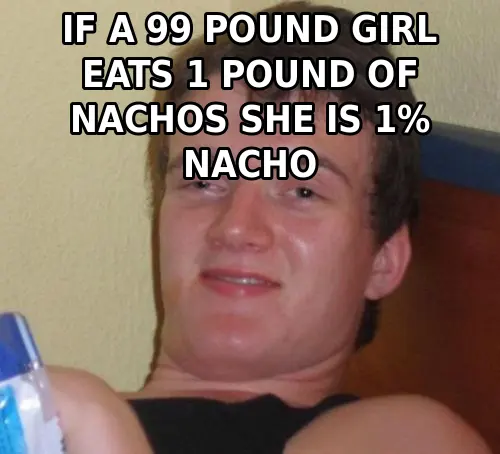 IF A 99 POUND GIRL
EATS 1 POUND OF
NACHOS SHE IS 1%
NACHO